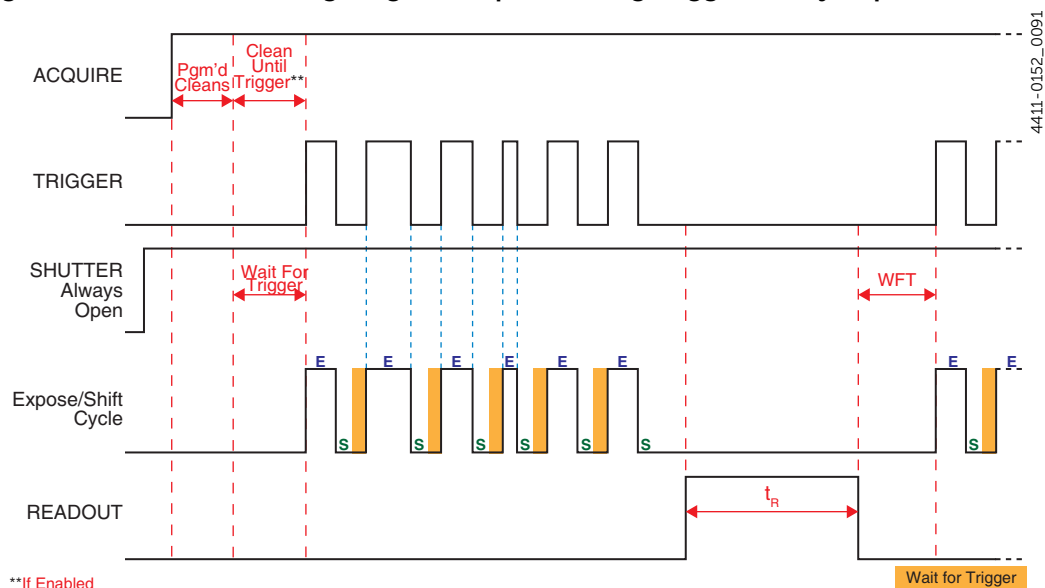 4411-0152_0091
ACQUIRE
Pgm'd
Cleans
Clean
Until
Trigger**
TRIGGER
SHUTTER
Always
Open
Wait For
Trigger
WFT
Expose/Shift
Cycle
E E E E E E E E
S S S S S S S
READOUT
tR
**If Enabled
Wait for Trigger